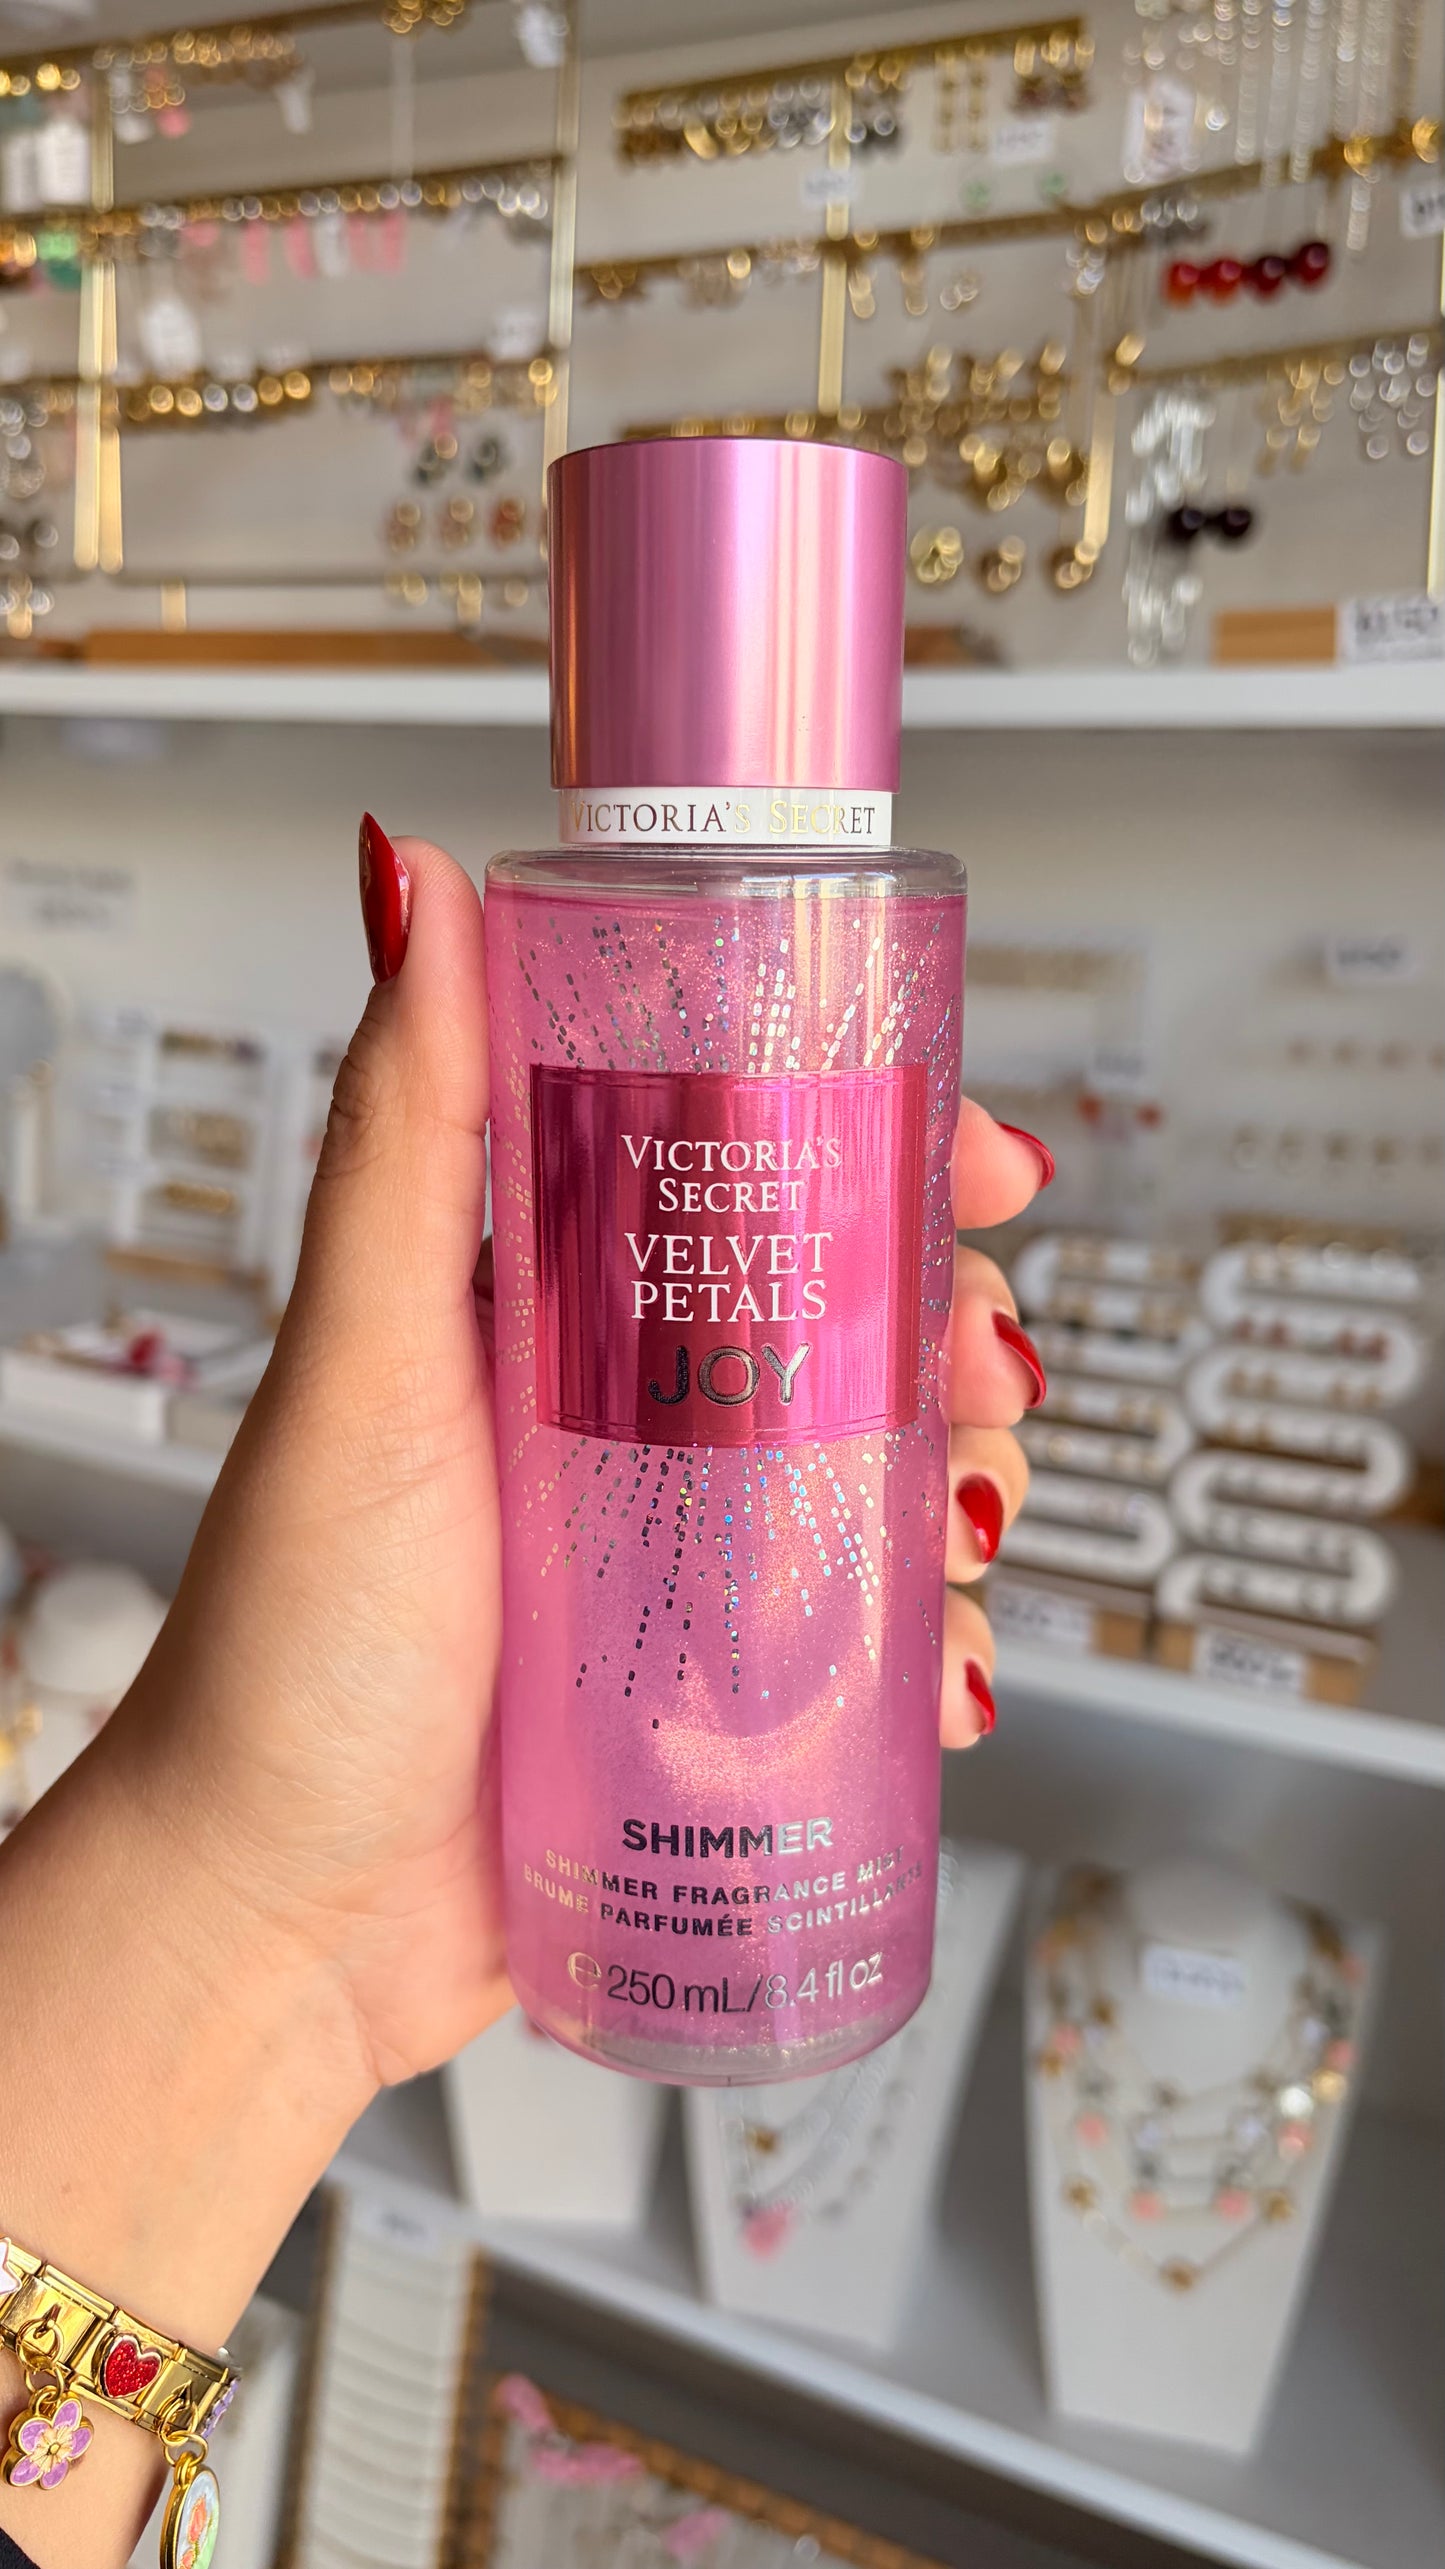 VICTORIA'S SECRET
VICTORIA'S
SECRET
VELVET
PETALS
JOY
SHIMMER
SHIMMER FRAGRANCE MIST
BRUME PARFUMÉE SCINTILLANTE
℮ 250 mL/8.4 fl oz